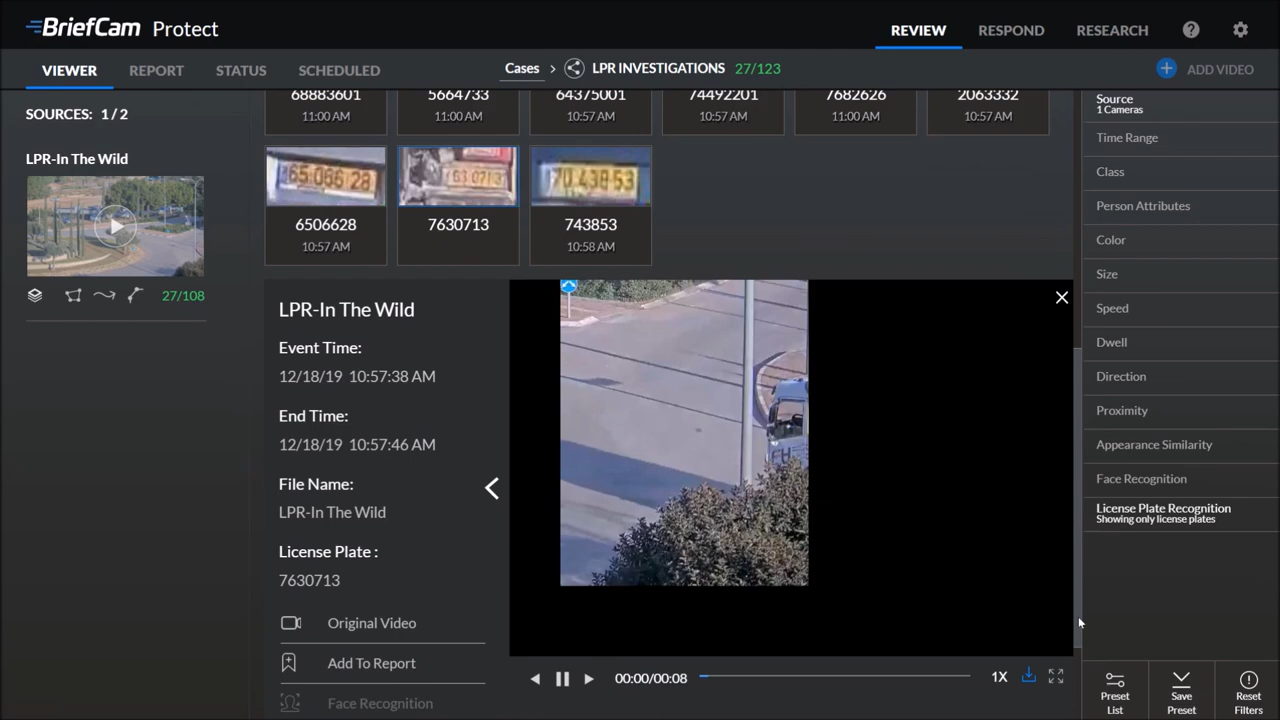 BriefCam Protect
REVIEW
RESPOND
RESEARCH
VIEWER
REPORT
STATUS
SCHEDULED
Cases > LPR INVESTIGATIONS 27/123
ADD VIDEO
SOURCES: 1 / 2
LPR-In The Wild
27/108
68883601
11:00 AM
5664733
11:00 AM
64375001
10:57 AM
74492201
10:57 AM
7682626
11:00 AM
2063332
10:57 AM
65 066 28
6506628
10:57 AM
7630713
70 438 53
743853
10:58 AM
LPR-In The Wild
Event Time:
12/18/19 10:57:38 AM
End Time:
12/18/19 10:57:46 AM
File Name:
LPR-In The Wild
License Plate :
7630713
Original Video
Add To Report
Face Recognition
00:00/00:08
1X
Source
1 Cameras
Time Range
Class
Person Attributes
Color
Size
Speed
Dwell
Direction
Proximity
Appearance Similarity
Face Recognition
License Plate Recognition
Showing only license plates
Preset
List
Save
Preset
Reset
Filters